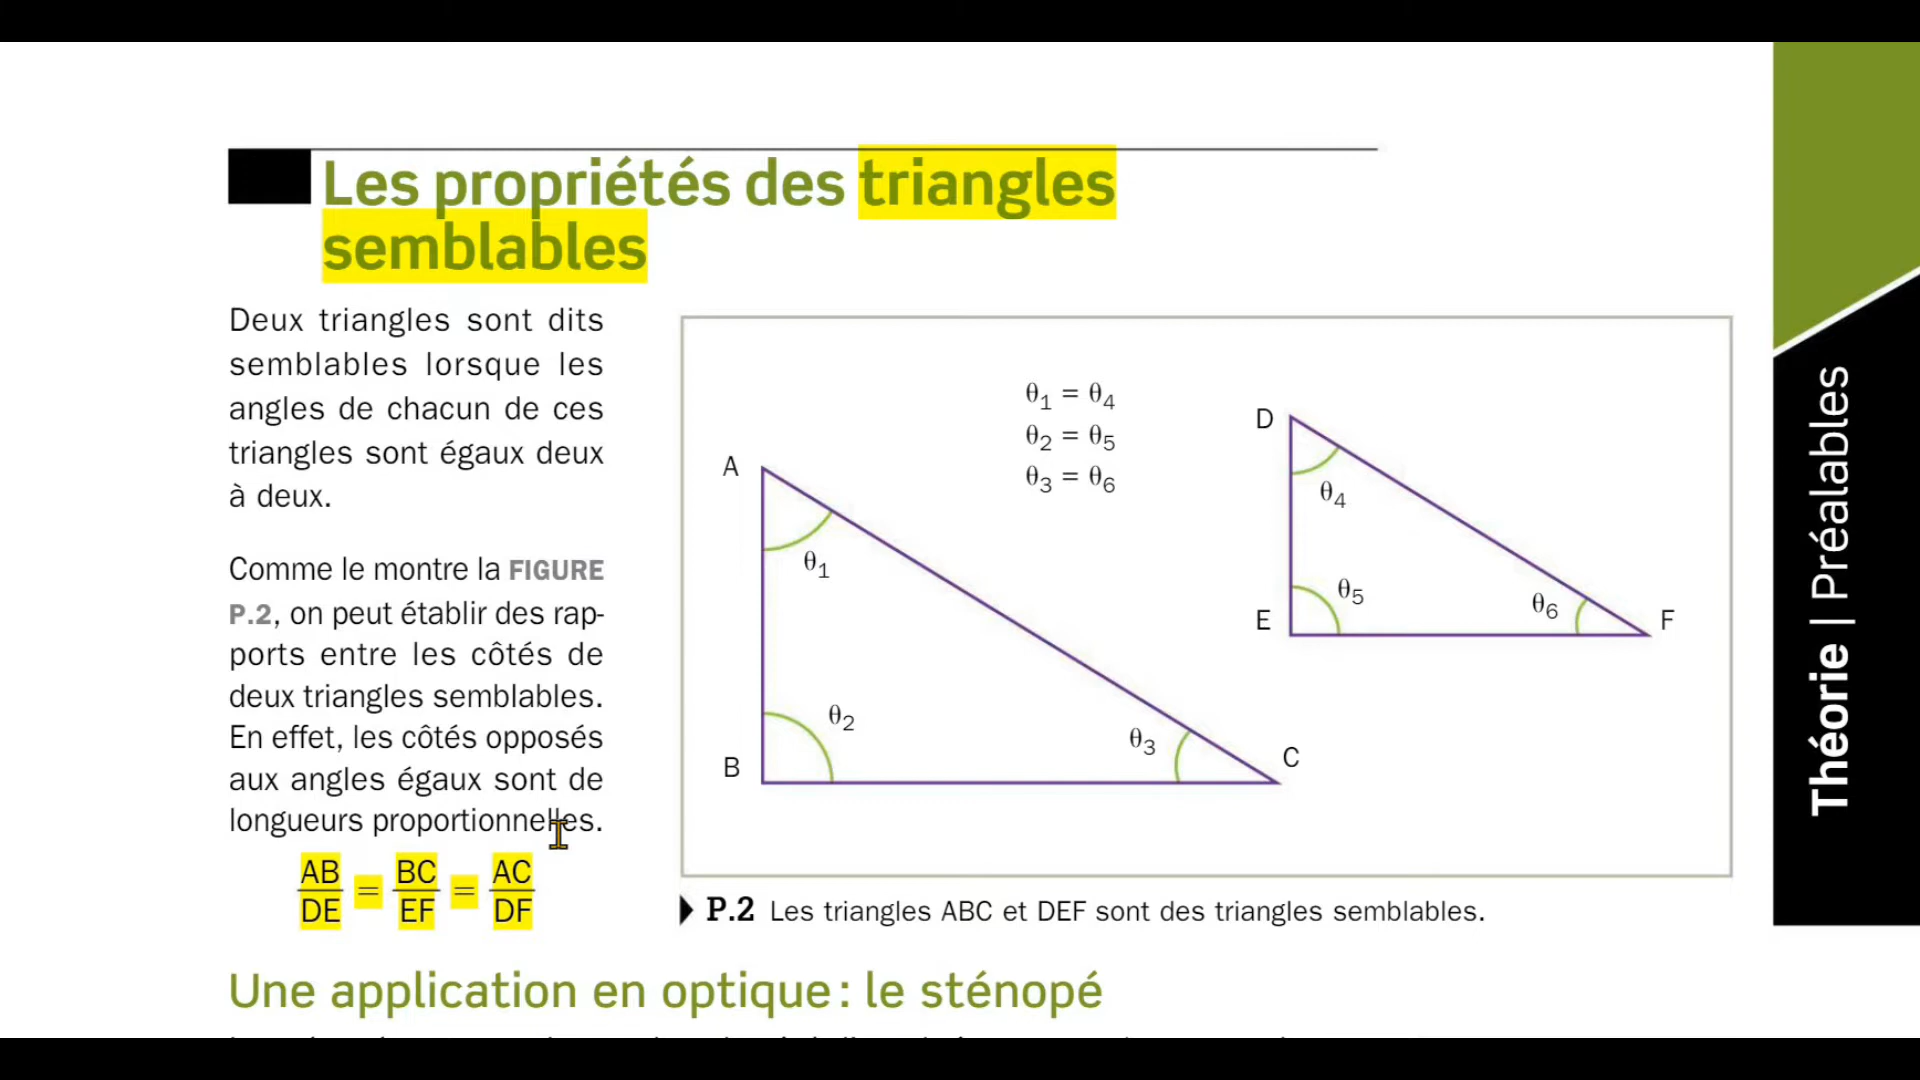 Les propriétés des triangles
semblables
Deux triangles sont dits
semblables lorsque les
angles de chacun de ces
triangles sont égaux deux
à deux.
Comme le montre la FIGURE
P.2, on peut établir des rap-
ports entre les côtés de
deux triangles semblables.
En effet, les côtés opposés
aux angles égaux sont de
longueurs proportionnelles.
AB/DE = BC/EF = AC/DF
θ1 = θ4
θ2 = θ5
θ3 = θ6
A
θ1
θ2
B
θ3
C
D
θ4
θ5
E
θ6
F
P.2 Les triangles ABC et DEF sont des triangles semblables.
Une application en optique : le sténopé
Théorie | Préalables